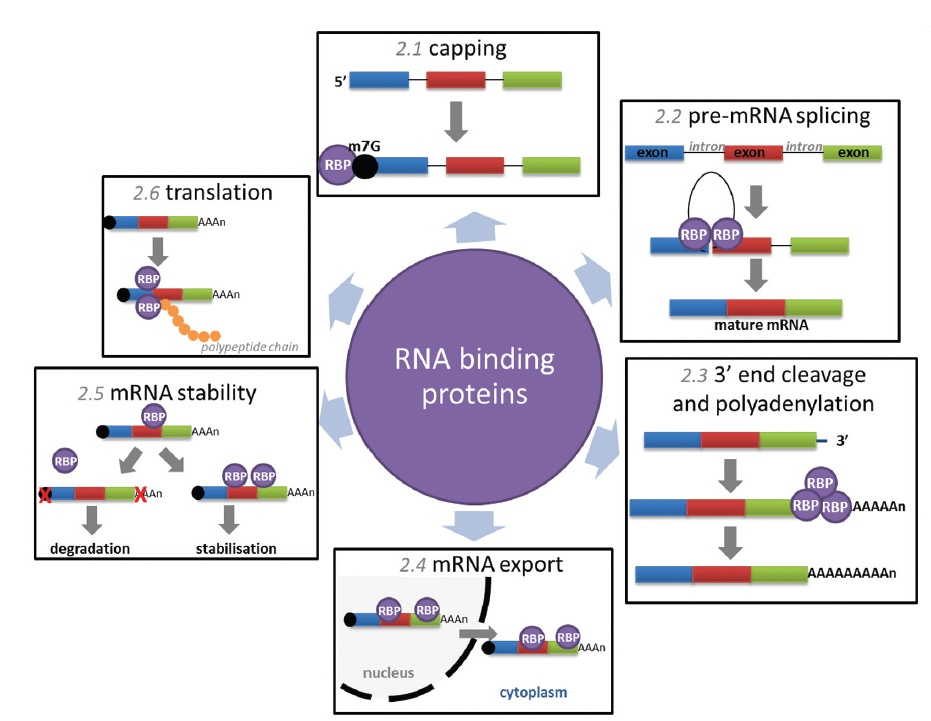 2.1 capping
5’
m7G
RBP
2.2 pre-mRNA splicing
exon intron exon intron exon
RBP RBP
mature mRNA
2.3 3’ end cleavage
and polyadenylation
3’
RBP
RBP RBP AAAAAn
AAAAAAAAAn
2.4 mRNA export
RBP RBP
AAAn
RBP RBP
AAAn
nucleus
cytoplasm
2.5 mRNA stability
RBP
AAAn
RBP
RBP RBP
X XAAAn
AAAn
degradation stabilisation
2.6 translation
AAAn
RBP
AAAn
RBP
polypeptide chain
RNA binding
proteins